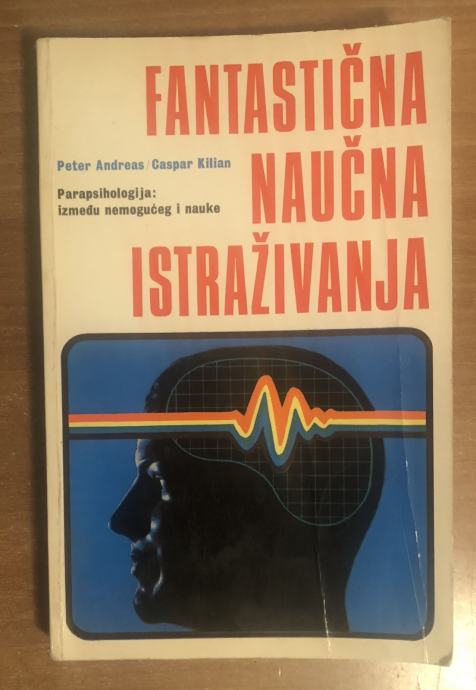 FANTASTIČNA
NAUČNA
ISTRAŽIVANJA
Peter Andreas/Caspar Kilian
Parapsihologija:
između nemogućeg i nauke